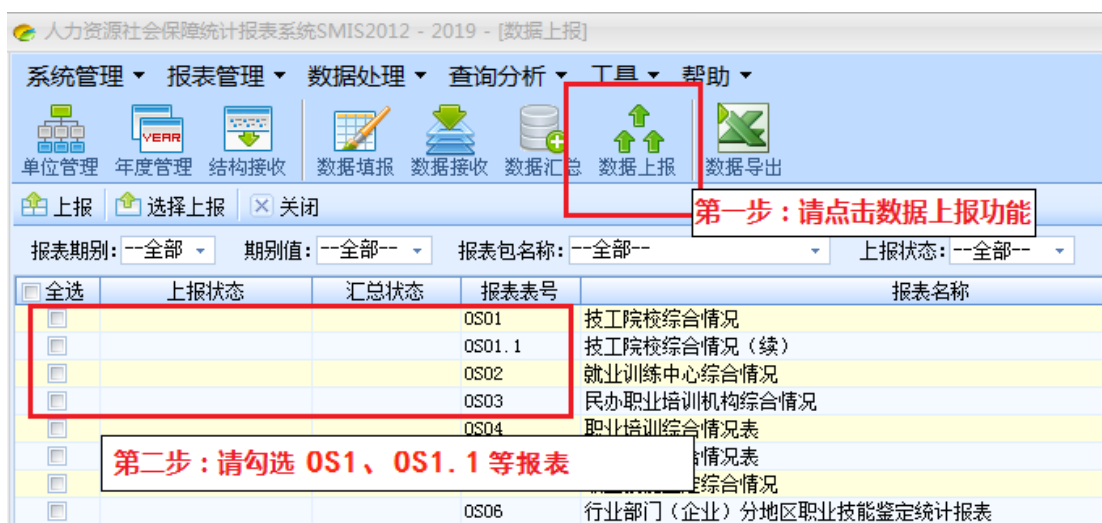 人力资源社会保障统计报表系统SMIS2012 - 2019 - [数据上报]
系统管理 报表管理 数据处理 查询分析 工具 帮助
YEAR
单位管理 年度管理 结构接收 数据填报 数据接收 数据汇总 数据上报 数据导出
上报 选择上报 关闭
第一步：请点击数据上报功能
报表期别: --全部 期别值: --全部-- 报表包名称: --全部-- 上报状态: --全部--
全选 上报状态 汇总状态 报表表号 报表名称
0S01 技工院校综合情况
0S01.1 技工院校综合情况（续）
0S02 就业训练中心综合情况
0S03 民办职业培训机构综合情况
0S04 职业培训综合情况表
第二步：请勾选 0S1、0S1.1 等报表
情况表
综合情况
0S06 行业部门（企业）分地区职业技能鉴定统计报表